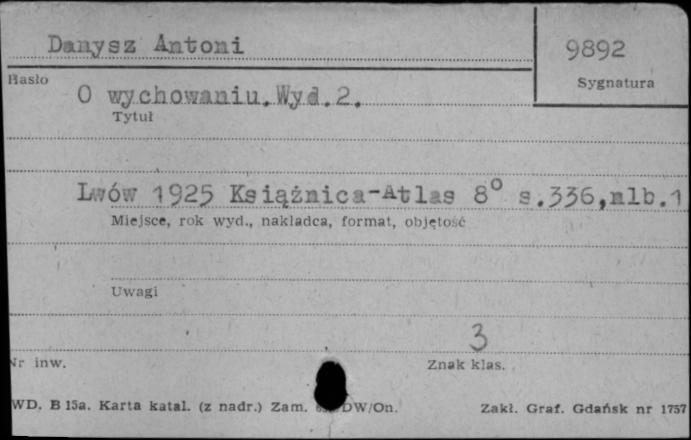 Danysz Antoni
9892
Hasło
Sygnatura
O wychowaniu.Wyd.2.
Tytuł
Lwów 1925 Książnica-Atlas 8° s.336,nlb.1
Miejsce, rok wyd., nakładca, format, objętość
Uwagi
3
Nr inw.
Znak klas.
WD. B 15a. Karta katal. (z nadr.) Zam. DW/On.
Zakł. Graf. Gdańsk nr 1757